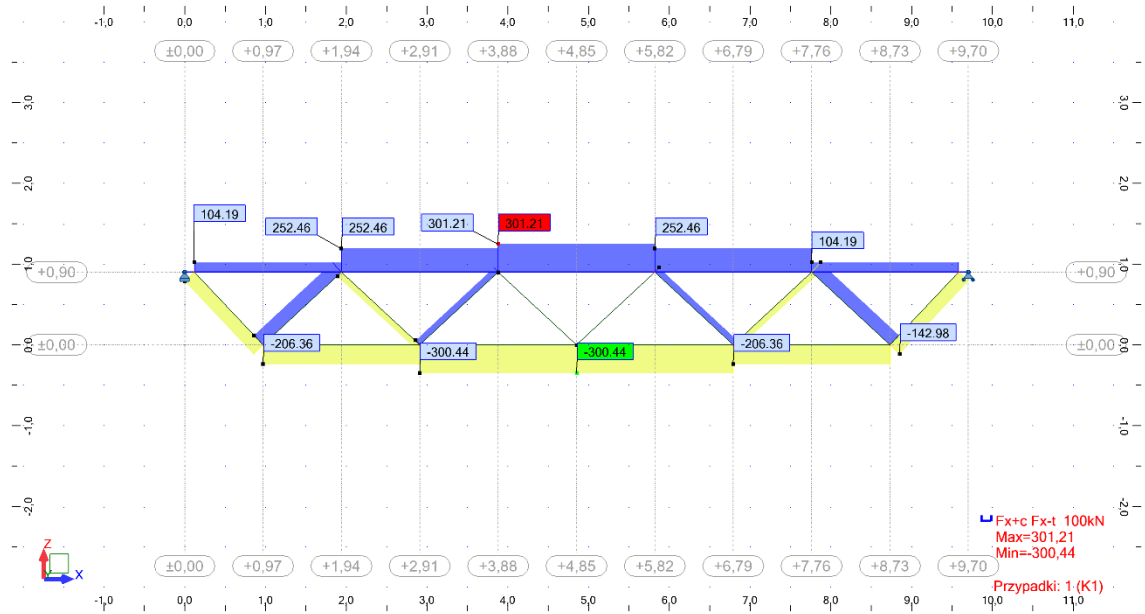 -1,0 0,0 1,0 2,0 3,0 4,0 5,0 6,0 7,0 8,0 9,0 10,0 11,0
±0,00 +0,97 +1,94 +2,91 +3,88 +4,85 +5,82 +6,79 +7,76 +8,73 +9,70
3,0 3,0
2,0 2,0
104.19 252.46 252.46 301.21 301.21 252.46 104.19
+0,90 1,0 1,0 +0,90
±0,00 0,0 -206.36 -300.44 -300.44 -206.36 -142.98 0,0 ±0,00
-1,0 -1,0
-2,0 -2,0
Fx+c Fx-t 100kN
Max=301,21
Min=-300,44
Z
Y
X
±0,00 +0,97 +1,94 +2,91 +3,88 +4,85 +5,82 +6,79 +7,76 +8,73 +9,70
Przypadki: 1 (K1)
-1,0 0,0 1,0 2,0 3,0 4,0 5,0 6,0 7,0 8,0 9,0 10,0 11,0